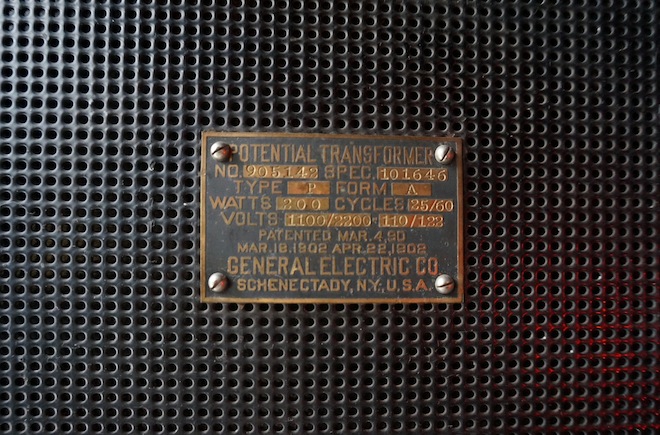 POTENTIAL TRANSFORMER
NO. 905142 SPEC. 101646
TYPE P FORM A
WATTS 200 CYCLES 25/60
VOLTS 1100/2200-110/122
PATENTED MAR. 4, 90
MAR. 18, 1902 APR. 22, 1902
GENERAL ELECTRIC CO.
SCHENECTADY, N.Y., U.S.A.